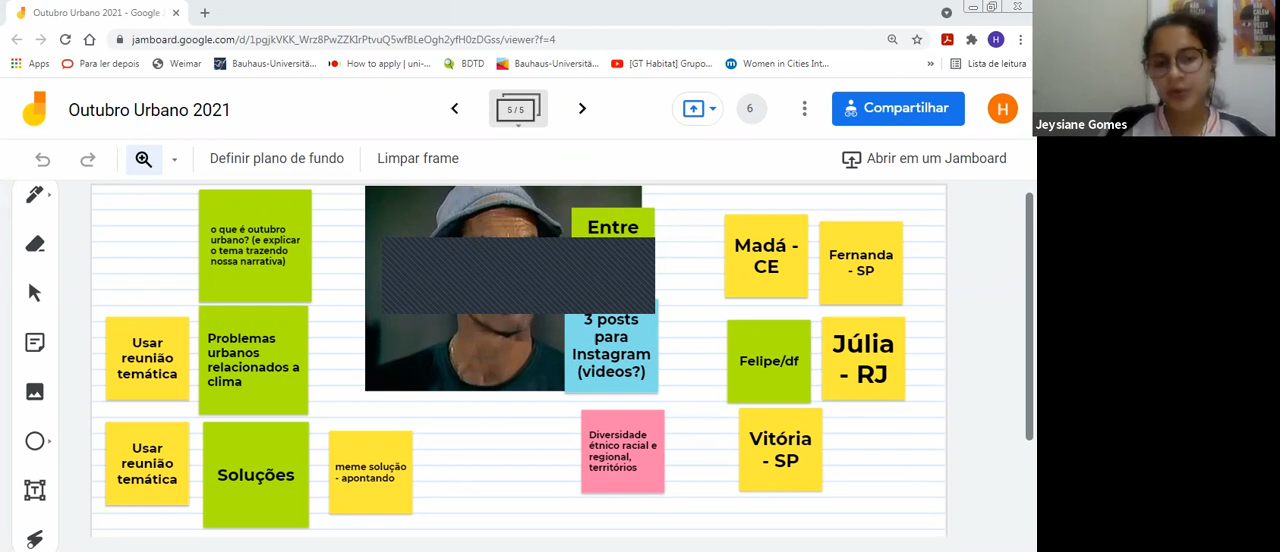 Outubro Urbano 2021 - Google J
jamboard.google.com/d/1pgjkVKK_Wrz8PwZZKIrPtvuQ5wfBLeOgh2yfH0zDGss/viewer?f=4
Apps
Para ler depois
Weimar
Bauhaus-Universitä...
How to apply | uni-...
BDTD
Bauhaus-Universitä...
[GT Habitat] Grupo...
Women in Cities Int...
»
Lista de leitura
Outubro Urbano 2021
5/5
6
Compartilhar
H
H
Definir plano de fundo
Limpar frame
Abrir em um Jamboard
o que é outubro
urbano? (e explicar
o tema trazendo
nossa narrativa)
Usar
reunião
temática
Problemas
urbanos
relacionados a
clima
Usar
reunião
temática
Soluções
meme solução
- apontando
Entre
3 posts
para
Instagram
(videos?)
Diversidade
étnico racial e
regional,
territórios
Madá -
CE
Fernanda
- SP
Felipe/df
Júlia
- RJ
Vitória
- SP
Jeysiane Gomes